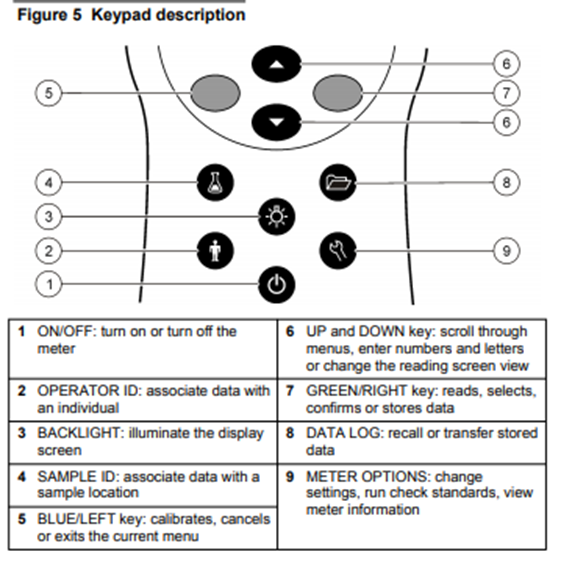 Figure 5 Keypad description
5
6
7
6
4
8
3
2
9
1
1 ON/OFF: turn on or turn off the
meter
6 UP and DOWN key: scroll through
menus, enter numbers and letters
or change the reading screen view
2 OPERATOR ID: associate data with
an individual
7 GREEN/RIGHT key: reads, selects,
confirms or stores data
3 BACKLIGHT: illuminate the display
screen
8 DATA LOG: recall or transfer stored
data
4 SAMPLE ID: associate data with a
sample location
9 METER OPTIONS: change
settings, run check standards, view
meter information
5 BLUE/LEFT key: calibrates, cancels
or exits the current menu